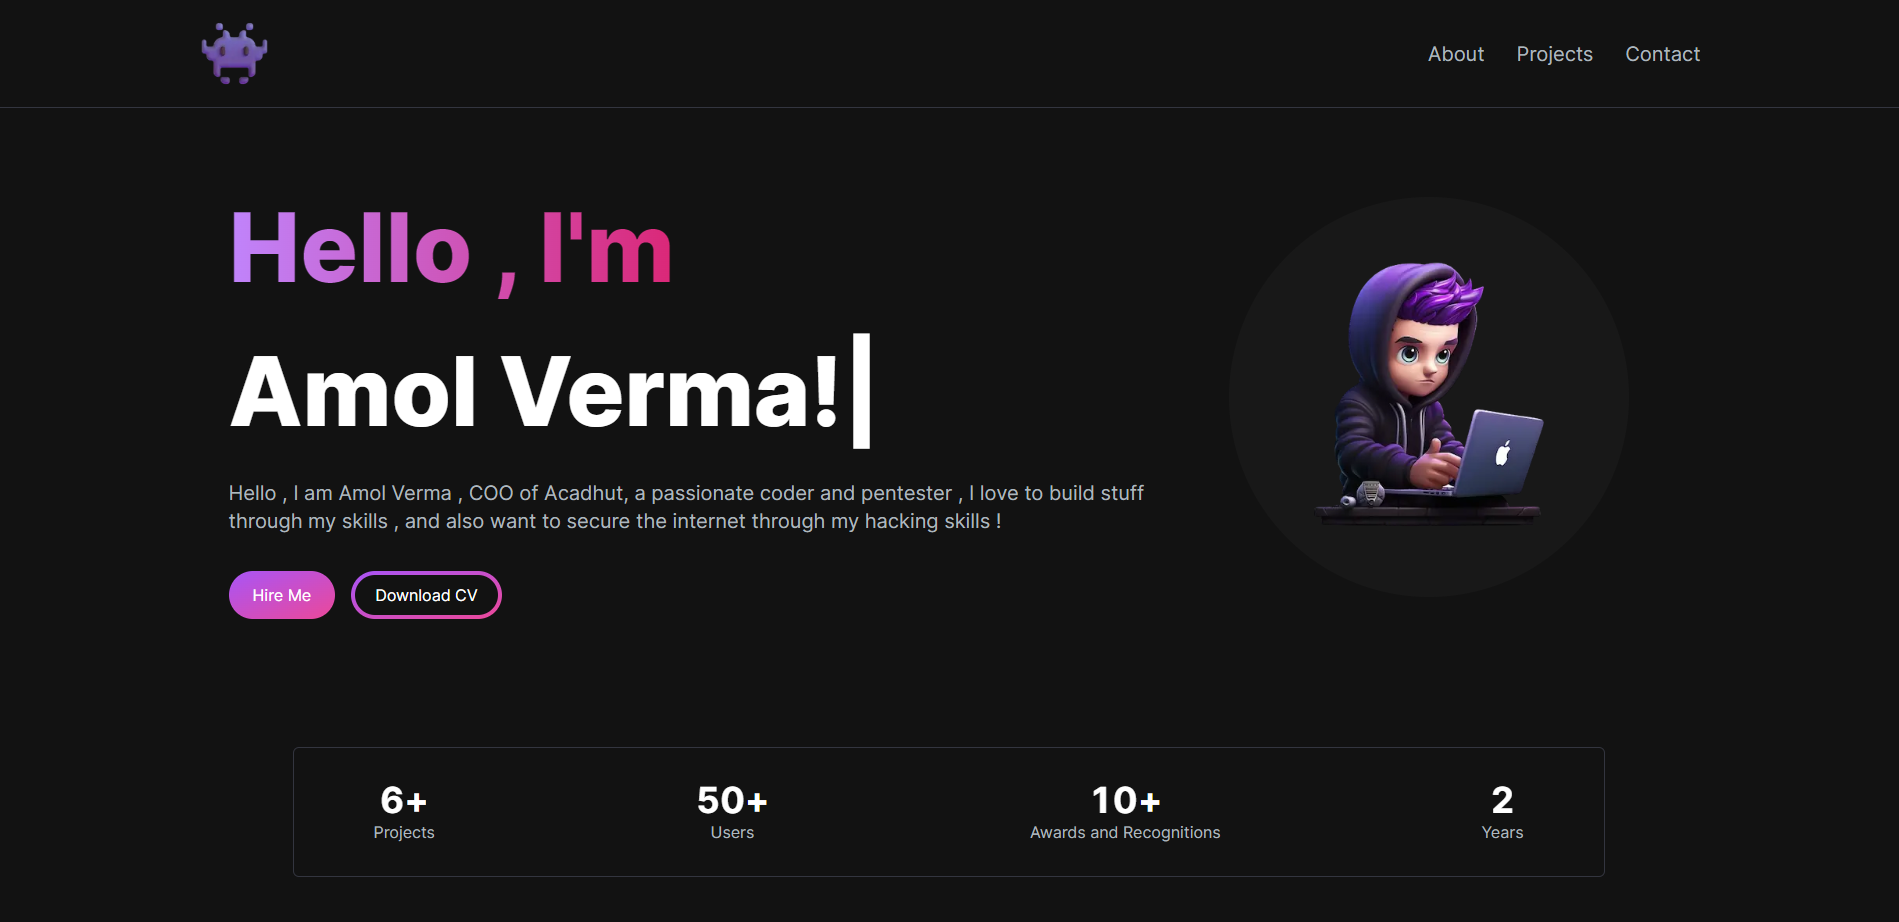 About Projects Contact
Hello , I'm
Amol Verma!
Hello , I am Amol Verma , COO of Acadhut, a passionate coder and pentester , I love to build stuff
through my skills , and also want to secure the internet through my hacking skills !
Hire Me Download CV
6+ 50+ 10+ 2
Projects Users Awards and Recognitions Years